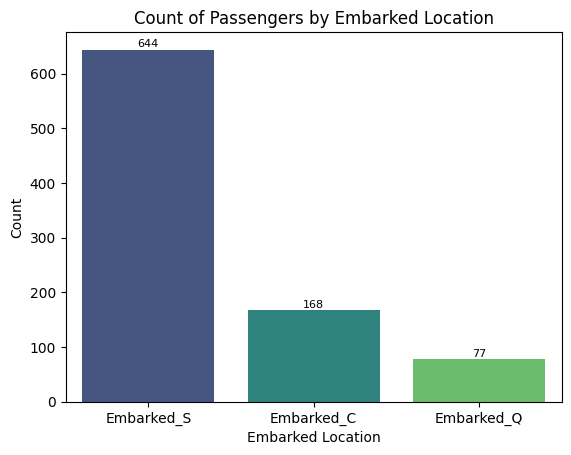 Count of Passengers by Embarked Location
Count
600
500
400
300
200
100
0
644
168
77
Embarked_S
Embarked_C
Embarked_Q
Embarked Location